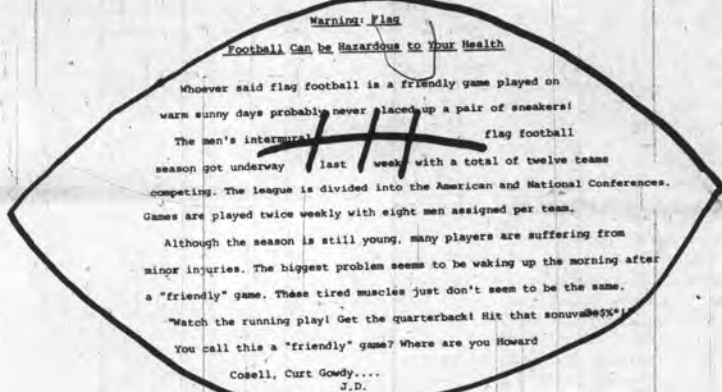 Warning: Flag
Football Can be Hazardous to Your Health
Whoever said flag football is a friendly game played on
warm sunny days probably never placed up a pair of sneakers!
The men's intermural flag football
season got underway last week with a total of twelve teams
competing. The league is divided into the American and National Conferences.
Games are played twice weekly with eight men assigned per team.
Although the season is still young, many players are suffering from
minor injuries. The biggest problem seems to be waking up the morning after
a "friendly" game. These tired muscles just don't seem to be the same.
"Watch the running play! Get the quarterback! Hit that sonuva
You call this a "friendly" game? Where are you Howard
Cosell, Curt Gowdy....
J.D.